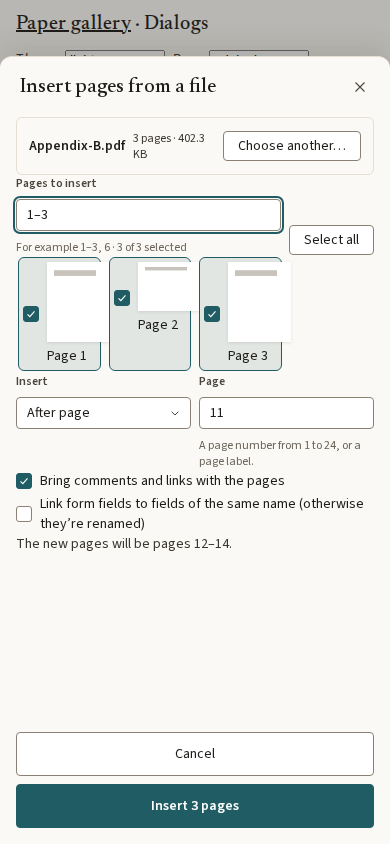 Paper gallery · Dialogs
Insert pages from a file
Appendix-B.pdf
3 pages · 402.3 KB
Choose another…
Pages to insert
1–3
For example 1–3, 6 · 3 of 3 selected
Select all
Page 1
Page 2
Page 3
Insert
Page
After page
11
A page number from 1 to 24, or a
page label.
Bring comments and links with the pages
Link form fields to fields of the same name (otherwise
they’re renamed)
The new pages will be pages 12–14.
Cancel
Insert 3 pages